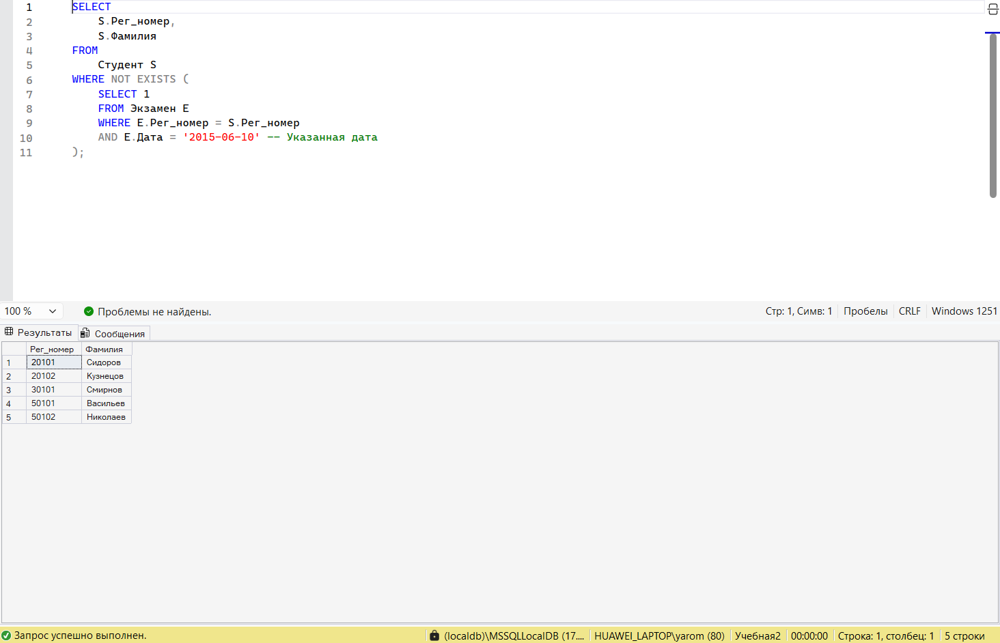 1 SELECT
2 S.Рег_номер,
3 S.Фамилия
4 FROM
5 Студент S
6 WHERE NOT EXISTS (
7 SELECT 1
8 FROM Экзамен E
9 WHERE E.Рег_номер = S.Рег_номер
10 AND E.Дата = '2015-06-10' -- Указанная дата
11 );
100 % Проблемы не найдены. Стр: 1, Симв: 1 Пробелы CRLF Windows 1251
Результаты Сообщения
Рег_номер Фамилия
1 20101 Сидоров
2 20102 Кузнецов
3 30101 Смирнов
4 50101 Васильев
5 50102 Николаев
Запрос успешно выполнен. (localdb)\MSSQLLocalDB (17.... HUAWEI_LAPTOP\yarom (80) Учебная2 00:00:00 Строка: 1, столбец: 1 5 строки